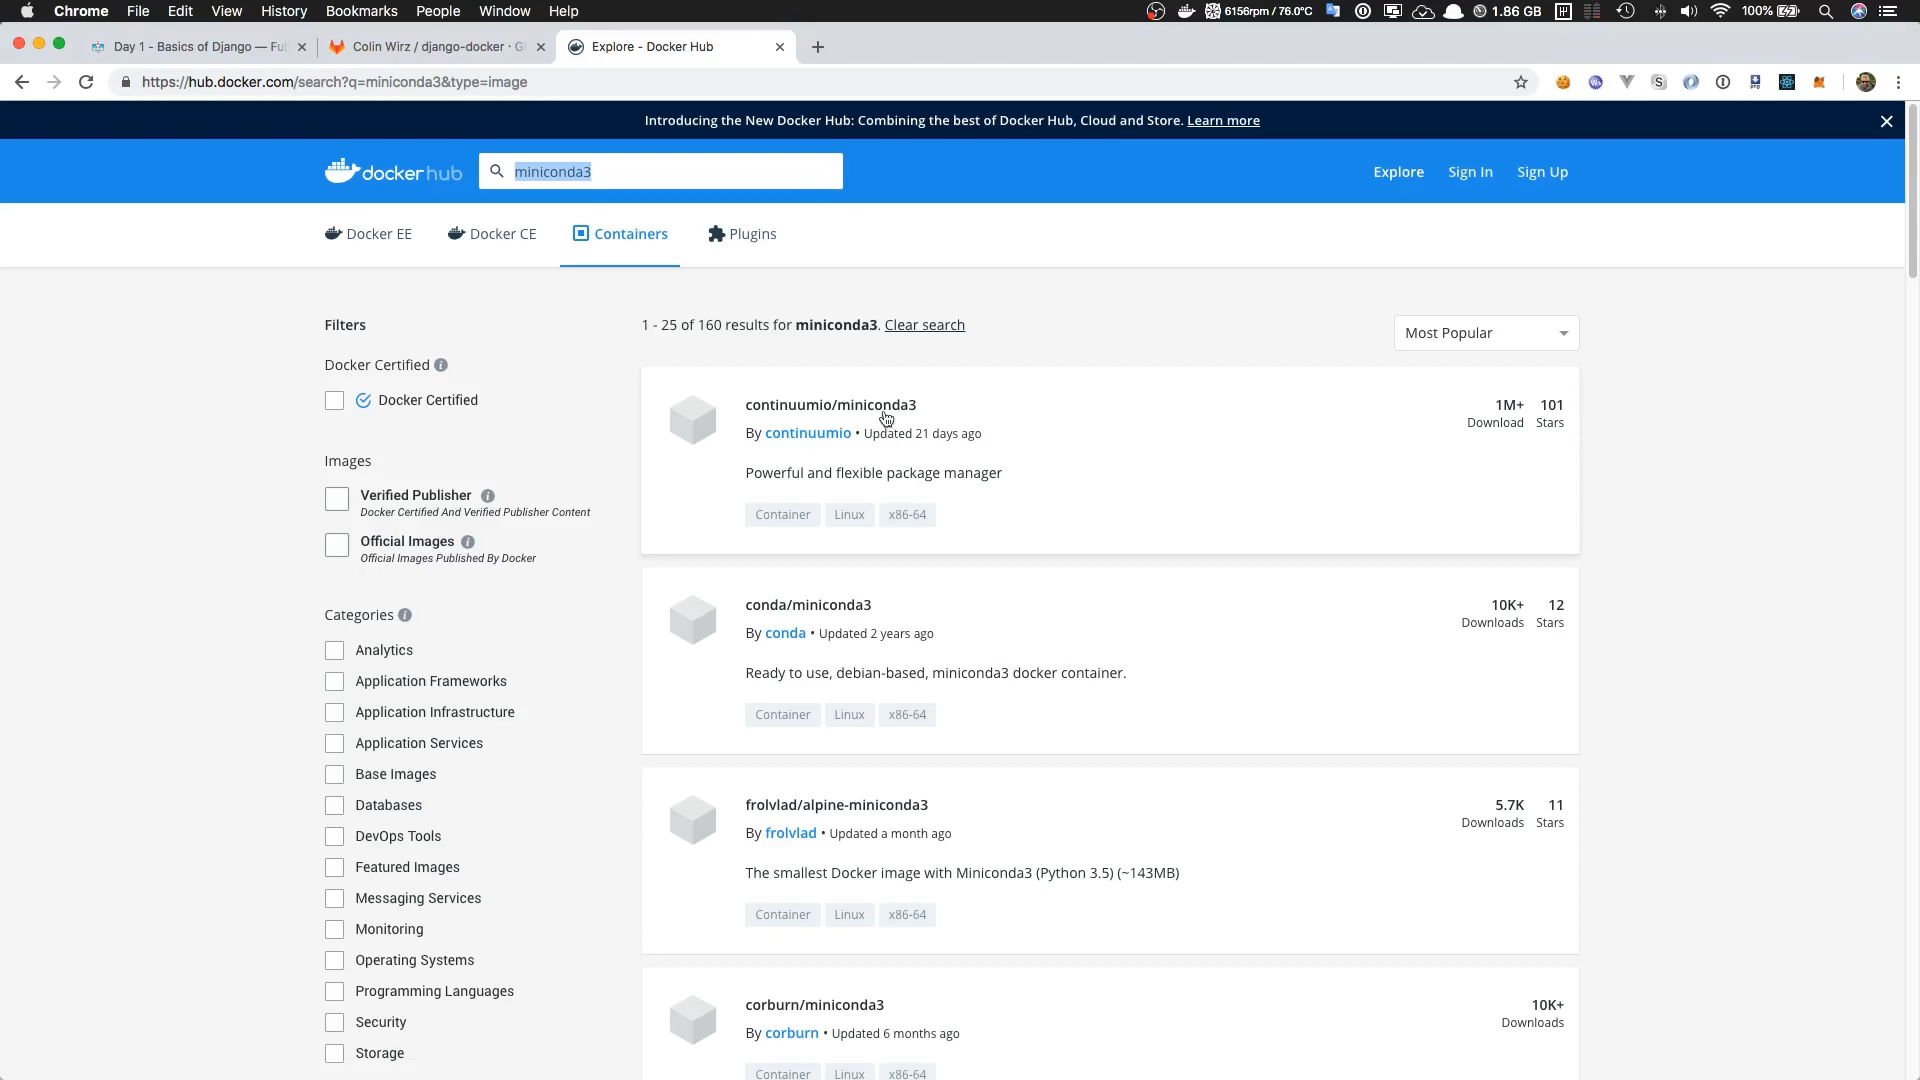 Chrome File Edit View History Bookmarks People Window Help 6156rpm / 76.0°C 1.86 GB 100%
Day 1 - Basics of Django — Ful
Colin Wirz / django-docker · Gi
Explore - Docker Hub
https://hub.docker.com/search?q=miniconda3&type=image
Introducing the New Docker Hub: Combining the best of Docker Hub, Cloud and Store. Learn more
docker hub
miniconda3
Explore Sign In Sign Up
Docker EE Docker CE Containers Plugins
Filters
Docker Certified
Docker Certified
Images
Verified Publisher
Docker Certified And Verified Publisher Content
Official Images
Official Images Published By Docker
Categories
Analytics
Application Frameworks
Application Infrastructure
Application Services
Base Images
Databases
DevOps Tools
Featured Images
Messaging Services
Monitoring
Operating Systems
Programming Languages
Security
Storage
1 - 25 of 160 results for miniconda3. Clear search
Most Popular
continuumio/miniconda3
By continuumio • Updated 21 days ago
Powerful and flexible package manager
Container Linux x86-64
1M+ 101
Download Stars
conda/miniconda3
By conda • Updated 2 years ago
Ready to use, debian-based, miniconda3 docker container.
Container Linux x86-64
10K+ 12
Downloads Stars
frolvlad/alpine-miniconda3
By frolvlad • Updated a month ago
The smallest Docker image with Miniconda3 (Python 3.5) (~143MB)
Container Linux x86-64
5.7K 11
Downloads Stars
corburn/miniconda3
By corburn • Updated 6 months ago
Container Linux x86-64
10K+
Downloads